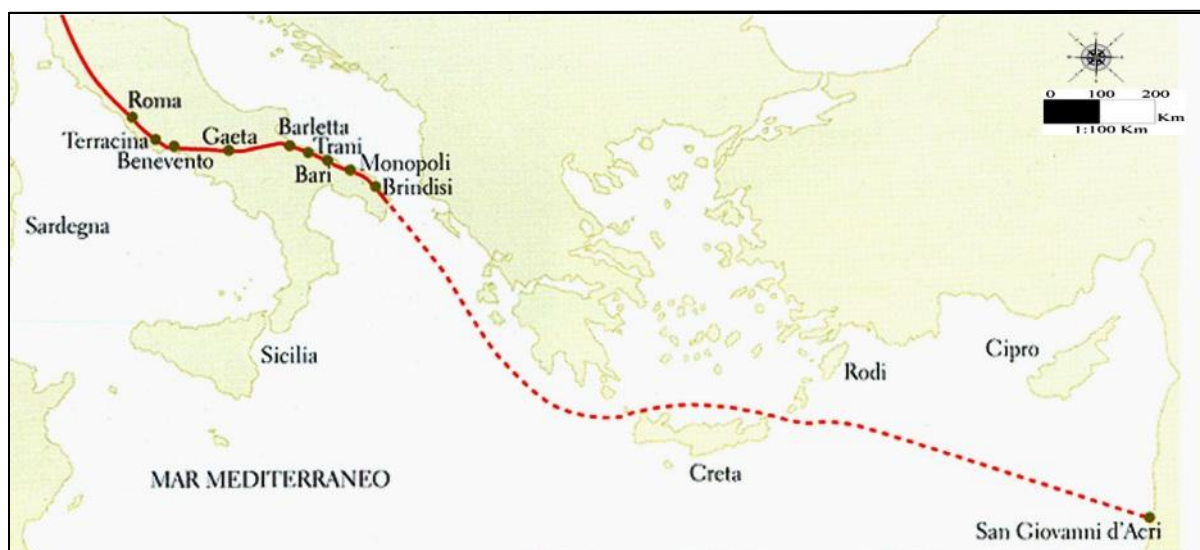 0 100 200
Km
1:100 Km
Roma
Terracina
Benevento
Gaeta
Barletta
Trani
Bari
Monopoli
Brindisi
Sardegna
Sicilia
Cipro
Rodi
Creta
MAR MEDITERRANEO
San Giovanni d'Acri